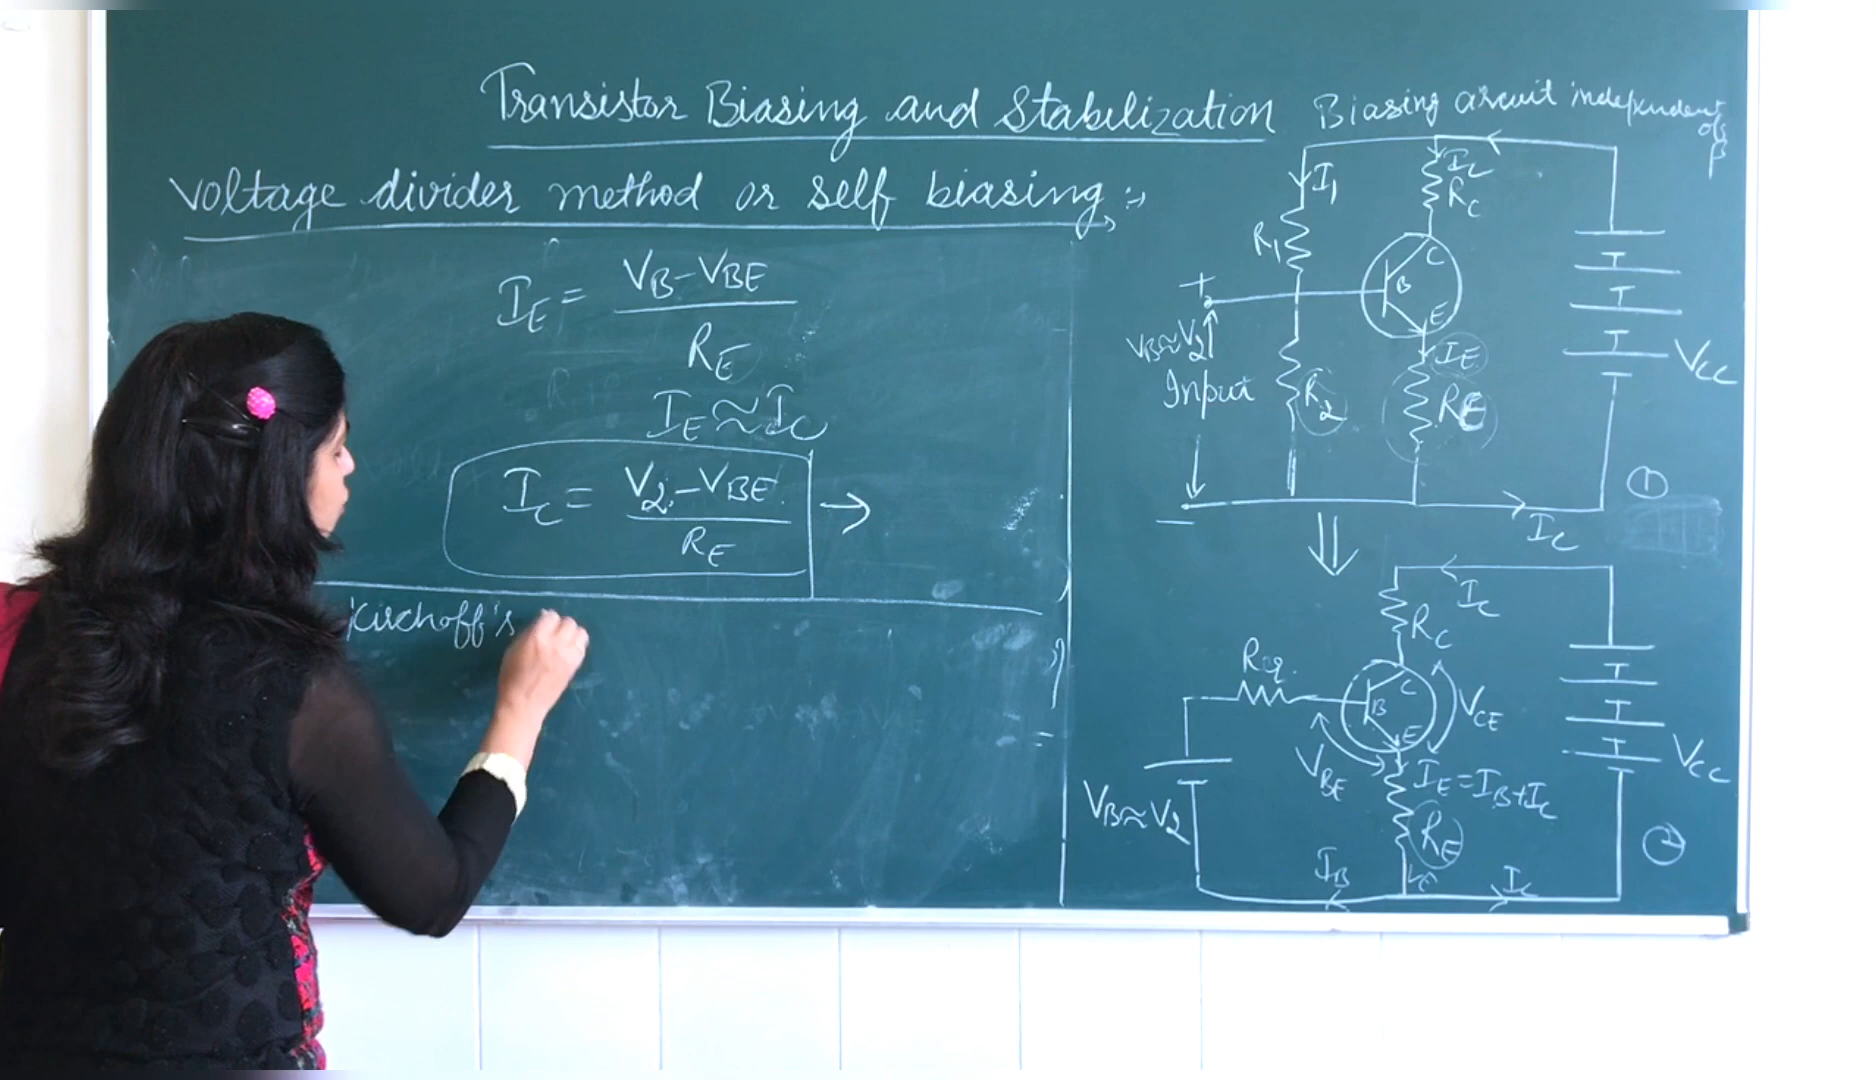 Transistor Biasing and Stabilization
Biasing circuit independent
of
β
Voltage divider method or self biasing :-
I_E = V_B - V_BE
R_E
I_E ≈ I_C
I_C = V_2 - V_BE →
R_E
Kirchoff's
I_1
I_C
R_C
R_1
C
B
E
+
V_B ≈ V_2
Input
R_2
I_E
R_E
V_CC
−
I_C
①
⇓
I_C
R_C
R_eq.
C
B
E
V_CE
V_BE
I_E = I_B + I_C
V_CC
V_B ≈ V_2
R_E
I_B
I_C
②